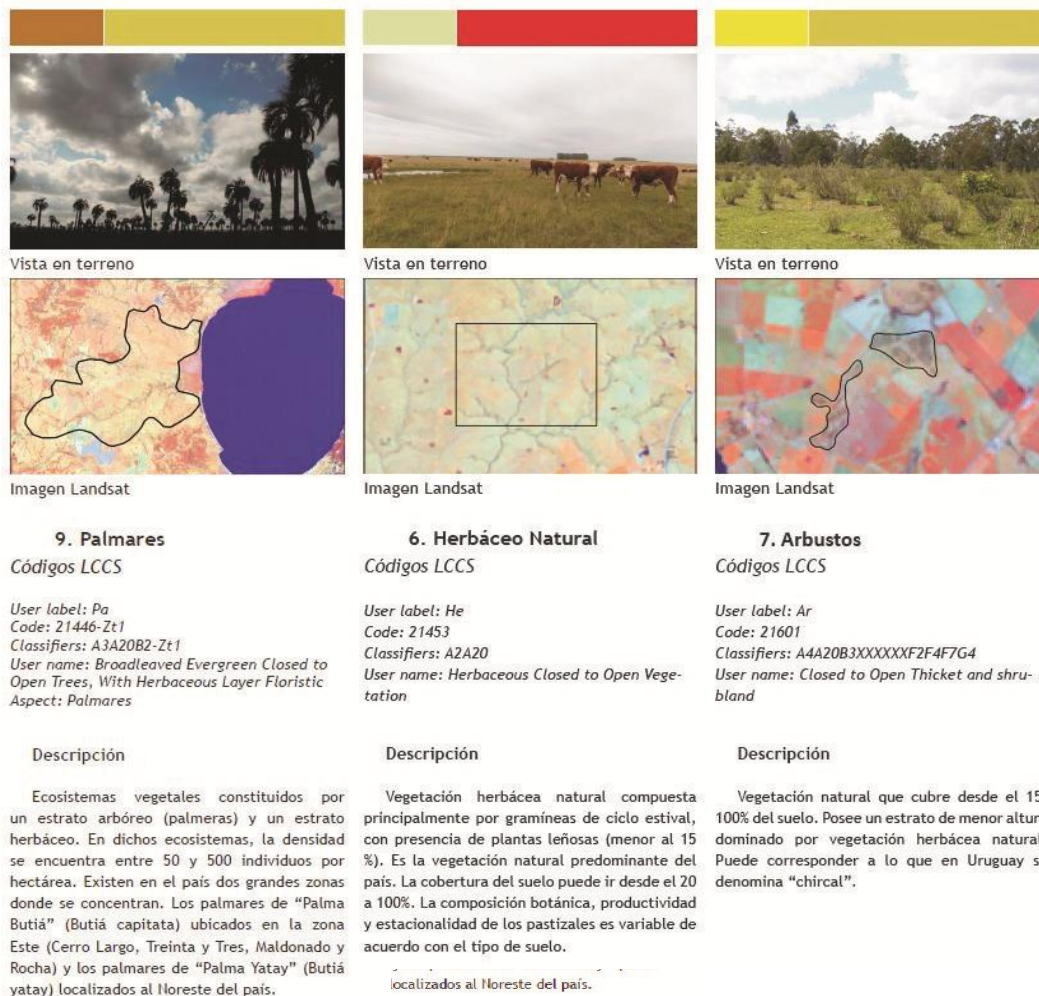 Vista en terreno
Imagen Landsat
9. Palmares
Códigos LCCS
User label: Pa
Code: 21446-Zt1
Classifiers: A3A20B2-Zt1
User name: Broadleaved Evergreen Closed to
Open Trees, With Herbaceous Layer Floristic
Aspect: Palmares
Descripción
Ecosistemas vegetales constituidos por
un estrato arbóreo (palmeras) y un estrato
herbáceo. En dichos ecosistemas, la densidad
se encuentra entre 50 y 500 individuos por
hectárea. Existen en el país dos grandes zonas
donde se concentran. Los palmares de “Palma
Butiá” (Butiá capitata) ubicados en la zona
Este (Cerro Largo, Treinta y Tres, Maldonado y
Rocha) y los palmares de “Palma Yatay” (Butiá
yatay) localizados al Noreste del país.
Vista en terreno
Imagen Landsat
6. Herbáceo Natural
Códigos LCCS
User label: He
Code: 21453
Classifiers: A2A20
User name: Herbaceous Closed to Open Vege-
tation
Descripción
Vegetación herbácea natural compuesta
principalmente por gramíneas de ciclo estival,
con presencia de plantas leñosas (menor al 15
%). Es la vegetación natural predominante del
país. La cobertura del suelo puede ir desde el 20
a 100%. La composición botánica, productividad
y estacionalidad de los pastizales es variable de
acuerdo con el tipo de suelo.
localizados al Noreste del país.
Vista en terreno
Imagen Landsat
7. Arbustos
Códigos LCCS
User label: Ar
Code: 21601
Classifiers: A4A20B3XXXXXXF2F4F7G4
User name: Closed to Open Thicket and shru-
bland
Descripción
Vegetación natural que cubre desde el 15
100% del suelo. Posee un estrato de menor altur
dominado por vegetación herbácea natural
Puede corresponder a lo que en Uruguay s
denomina “chircal”.